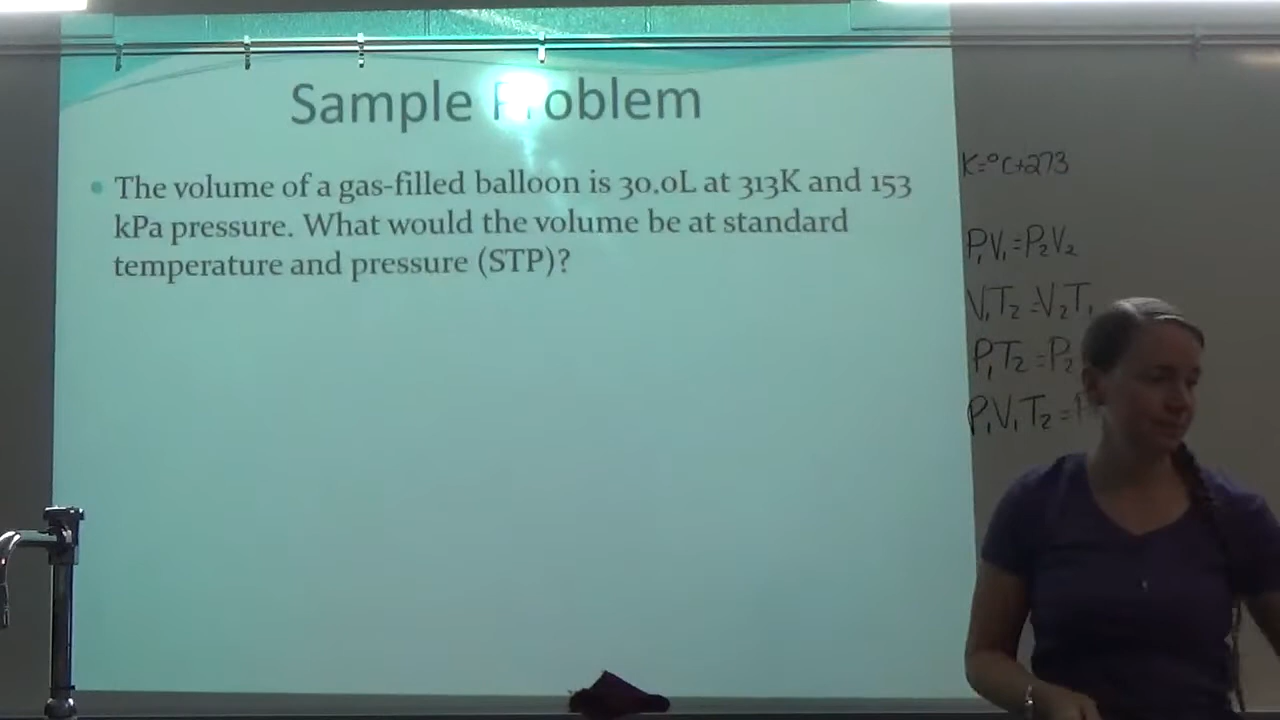 Sample Problem
The volume of a gas-filled balloon is 30.0L at 313K and 153
kPa pressure. What would the volume be at standard
temperature and pressure (STP)?
K=°C+273
P₁V₁=P₂V₂
V₁T₂=V₂T₁
P₁T₂=P₂
P₁V₁T₂=